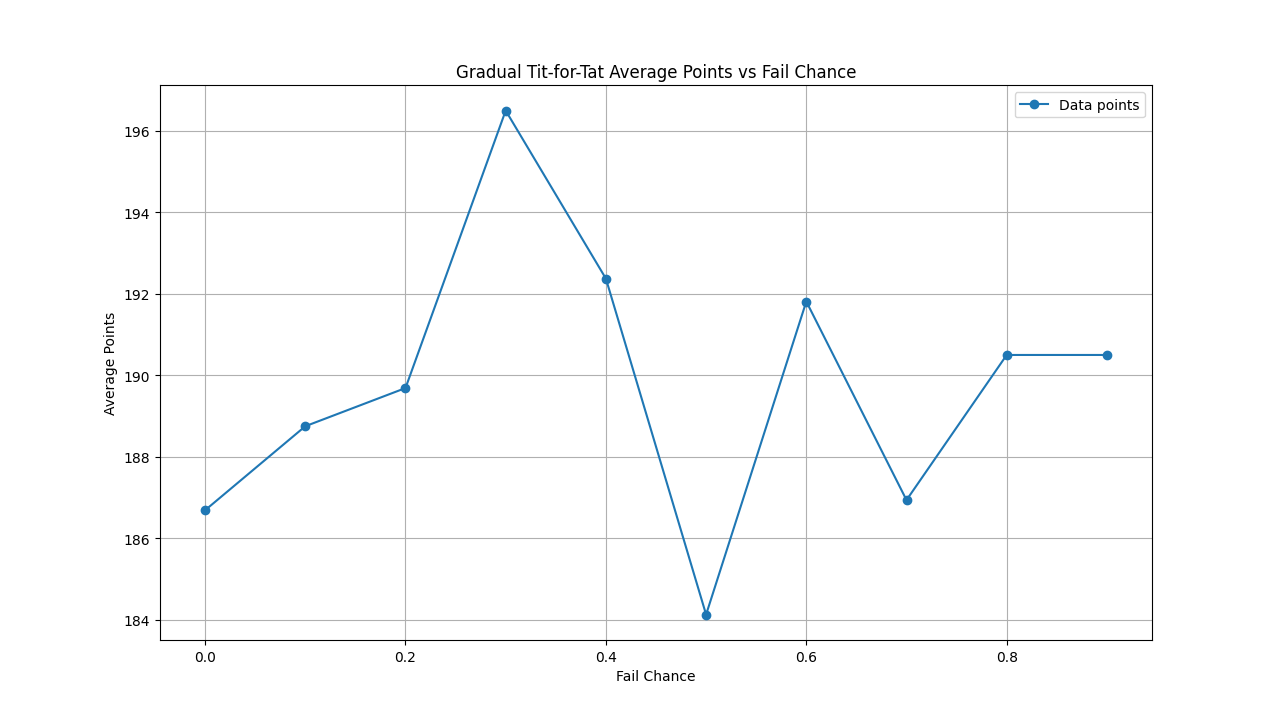 Gradual Tit-for-Tat Average Points vs Fail Chance
Data points
196
194
192
190
188
186
184
Average Points
0.0 0.2 0.4 0.6 0.8
Fail Chance